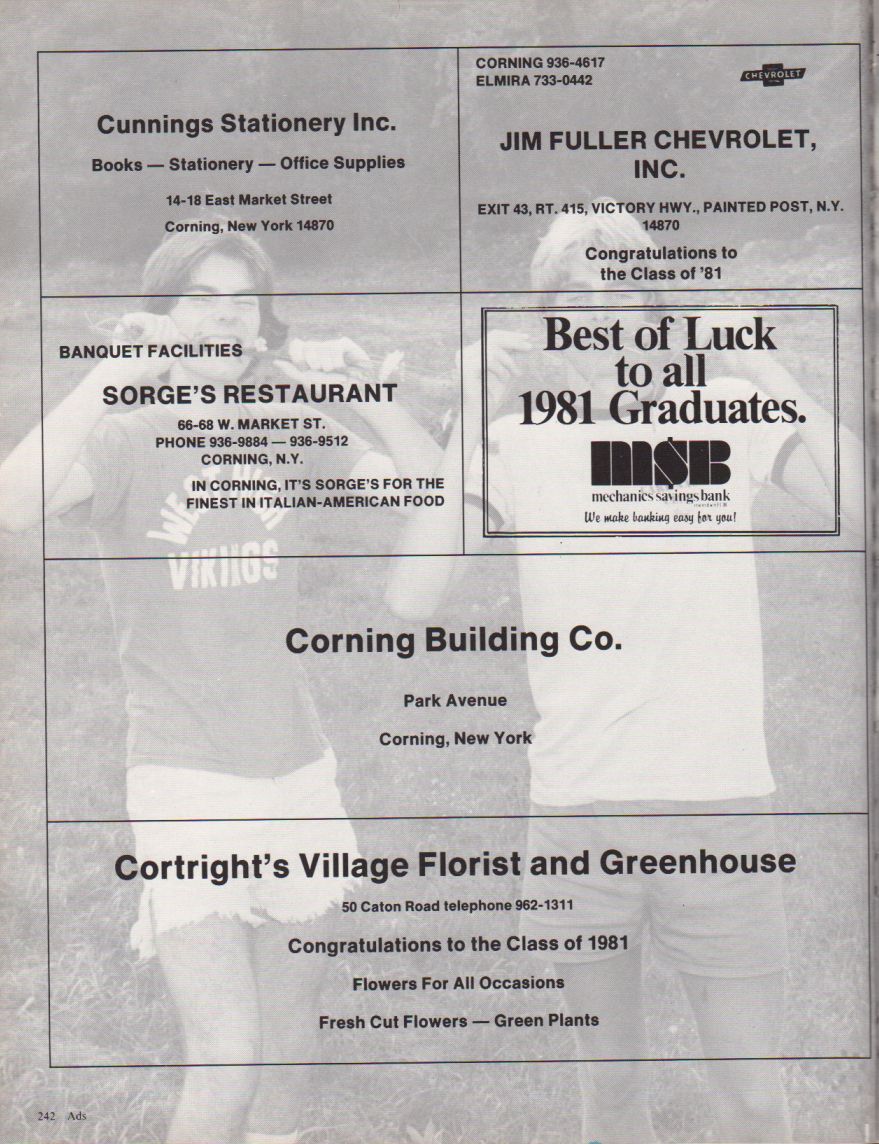 Cunnings Stationery Inc.
Books — Stationery — Office Supplies
14-18 East Market Street
Corning, New York 14870
CORNING 936-4617
ELMIRA 733-0442
CHEVROLET
JIM FULLER CHEVROLET,
INC.
EXIT 43, RT. 415, VICTORY HWY., PAINTED POST, N.Y.
14870
Congratulations to
the Class of '81
BANQUET FACILITIES
SORGE'S RESTAURANT
66-68 W. MARKET ST.
PHONE 936-9884 — 936-9512
CORNING, N.Y.
IN CORNING, IT'S SORGE'S FOR THE
FINEST IN ITALIAN-AMERICAN FOOD
WE
VIKINGS
Best of Luck
to all
1981 Graduates.
M$B
mechanics savings bank
We make banking easy for you!
Corning Building Co.
Park Avenue
Corning, New York
Cortright's Village Florist and Greenhouse
50 Caton Road telephone 962-1311
Congratulations to the Class of 1981
Flowers For All Occasions
Fresh Cut Flowers — Green Plants
242 Ads